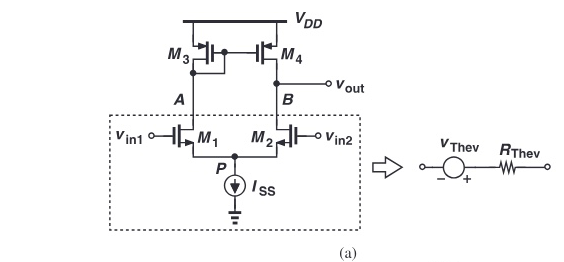 V_DD
M_3
M_4
v_out
A
B
v_in1
M_1
M_2
v_in2
v_Thev
R_Thev
P
I_SS
− +
(a)